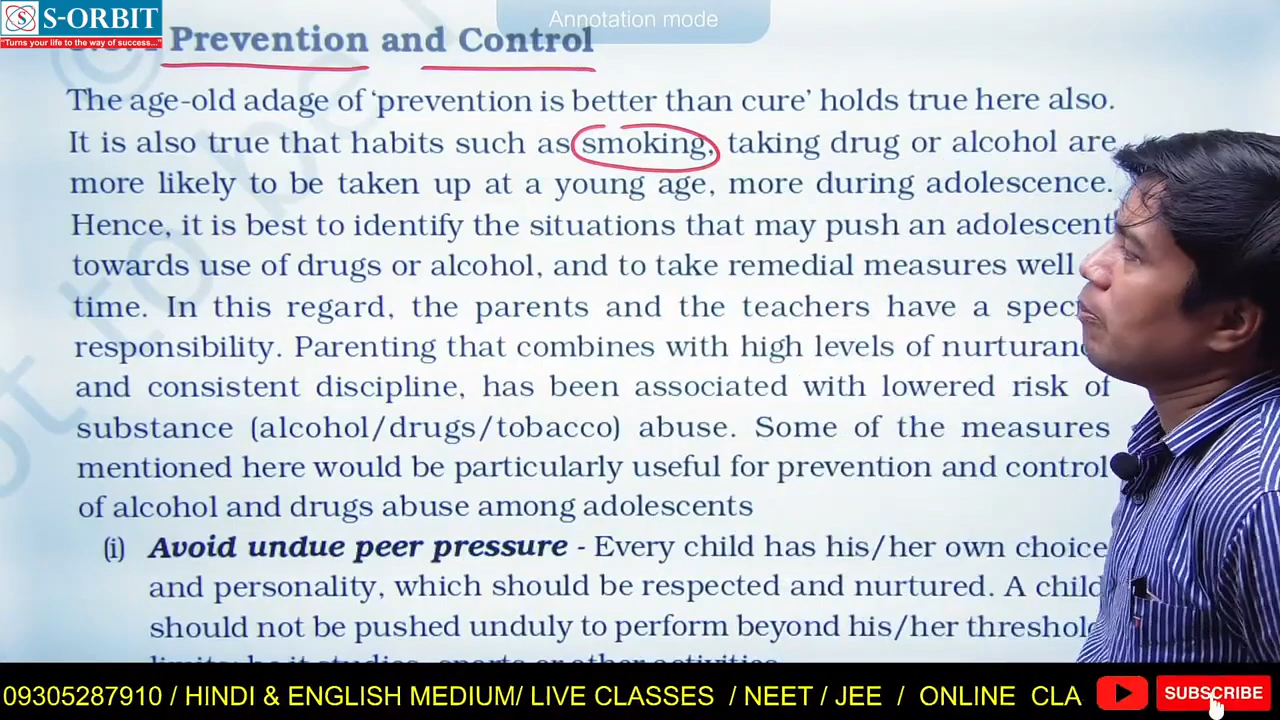 S-ORBIT
"Turns your life to the way of success..."
Annotation mode
Prevention and Control
The age-old adage of 'prevention is better than cure' holds true here also.
It is also true that habits such as smoking, taking drug or alcohol are
more likely to be taken up at a young age, more during adolescence.
Hence, it is best to identify the situations that may push an adolescent
towards use of drugs or alcohol, and to take remedial measures well
time. In this regard, the parents and the teachers have a
responsibility. Parenting that combines with high levels of
and consistent discipline, has been associated with lowered risk of
substance (alcohol/drugs/tobacco) abuse. Some of the measures
mentioned here would be particularly useful for prevention and control
of alcohol and drugs abuse among adolescents
(i) Avoid undue peer pressure - Every child has his/her own choice
and personality, which should be respected and nurtured. A child
should not be pushed unduly to perform beyond his/her threshold
09305287910 / HINDI & ENGLISH MEDIUM/ LIVE CLASSES / NEET / JEE / ONLINE CLA
SUBSCRIBE